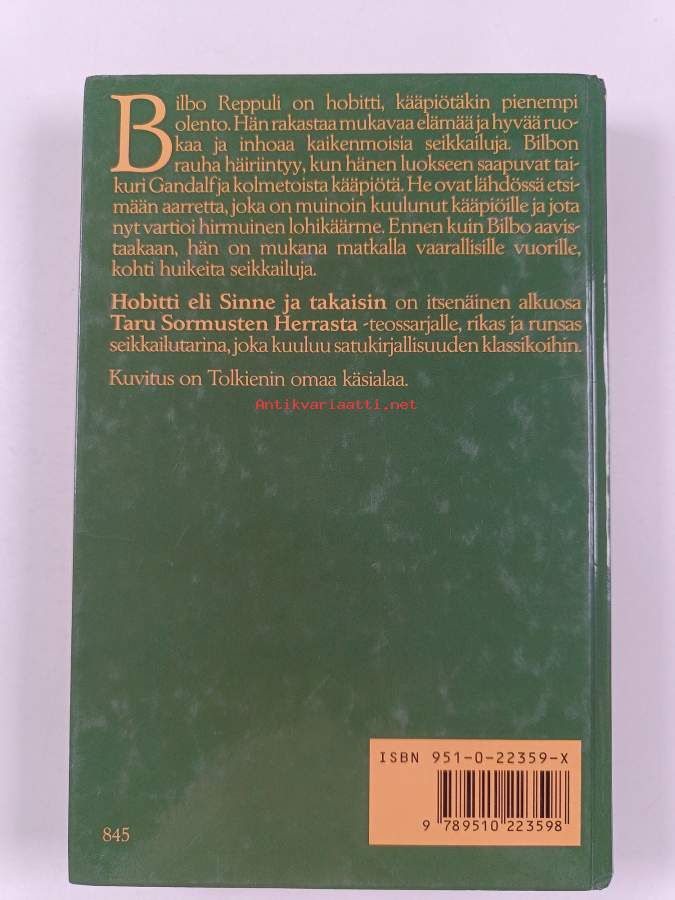 Bilbo Reppuli on hobitti, kääpiötäkin pienempi
olento. Hän rakastaa mukavaa elämää ja hyvää ruo-
kaa ja inhoaa kaikenmoisia seikkailuja. Bilbon
rauha häiriintyy, kun hänen luokseen saapuvat tai-
kuri Gandalf ja kolmetoista kääpiötä. He ovat lähdössä etsi-
mään aarretta, joka on muinoin kuulunut kääpiöille ja jota
nyt vartioi hirmuinen lohikäärme. Ennen kuin Bilbo aavis-
taakaan, hän on mukana matkalla vaarallisille vuorille,
kohti huikeita seikkailuja.
Hobitti eli Sinne ja takaisin on itsenäinen alkuosa
Taru Sormusten Herrasta -teossarjalle, rikas ja runsas
seikkailutarina, joka kuuluu satukirjallisuuden klassikoihin.
Kuvitus on Tolkienin omaa käsialaa.
Antikvariaatti.net
ISBN 951-0-22359-X
9 789510 223598
845